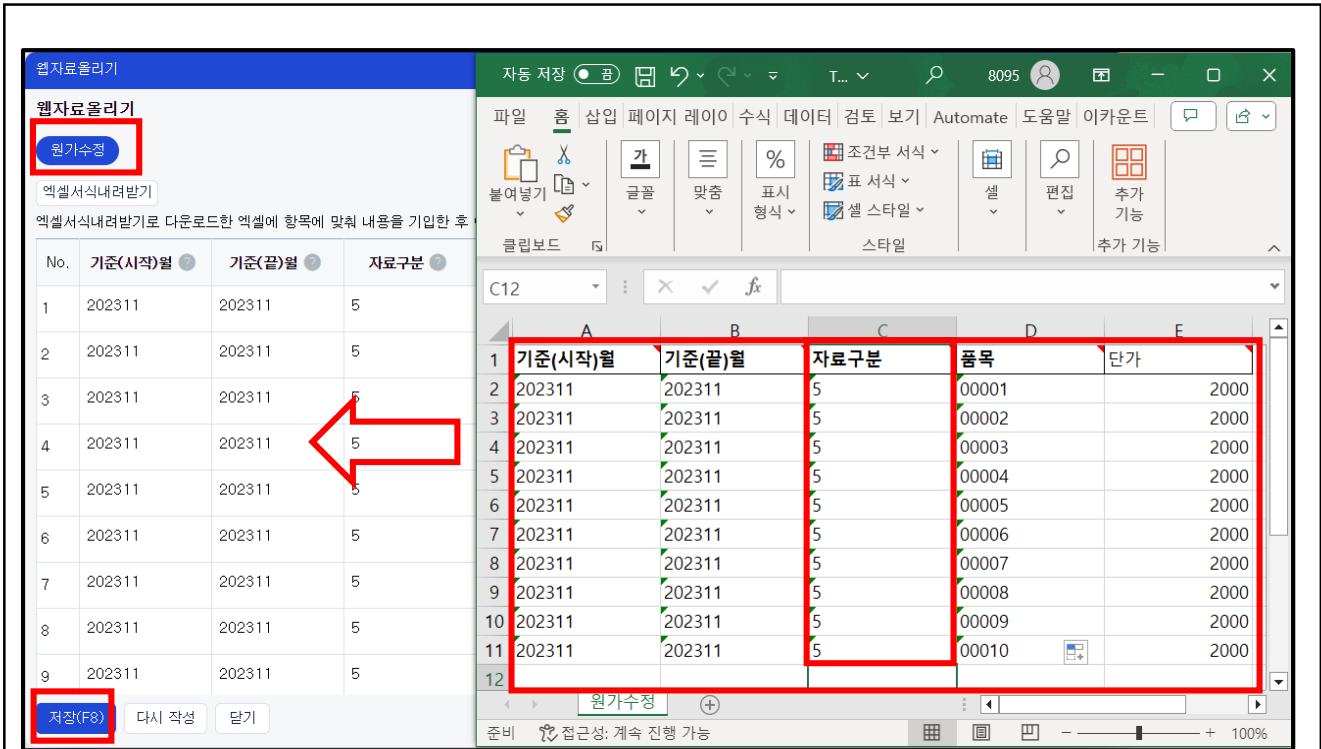 웹자료올리기
웹자료올리기
원가수정
엑셀서식내려받기
엑셀서식내려받기로 다운로드한 엑셀에 항목에 맞춰 내용을 기입한 후
No. 기준(시작)월 기준(끝)월 자료구분
1 202311 202311 5
2 202311 202311 5
3 202311 202311 5
4 202311 202311 5
5 202311 202311 5
6 202311 202311 5
7 202311 202311 5
8 202311 202311 5
9 202311 202311 5
저장(F8) 다시 작성 닫기
자동 저장 끔 T... 8095
파일 홈 삽입 페이지 레이아웃 수식 데이터 검토 보기 Automate 도움말 이카운트
붙여넣기 가 글꼴 맞춤 % 표시 형식 조건부 서식 표 서식 셀 스타일 셀 편집 추가 기능
클립보드 스타일 추가 기능
C12 fx
A B C D E
1 기준(시작)월 기준(끝)월 자료구분 품목 단가
2 202311 202311 5 00001 2000
3 202311 202311 5 00002 2000
4 202311 202311 5 00003 2000
5 202311 202311 5 00004 2000
6 202311 202311 5 00005 2000
7 202311 202311 5 00006 2000
8 202311 202311 5 00007 2000
9 202311 202311 5 00008 2000
10 202311 202311 5 00009 2000
11 202311 202311 5 00010 2000
12
원가수정
준비 접근성: 계속 진행 가능 100%